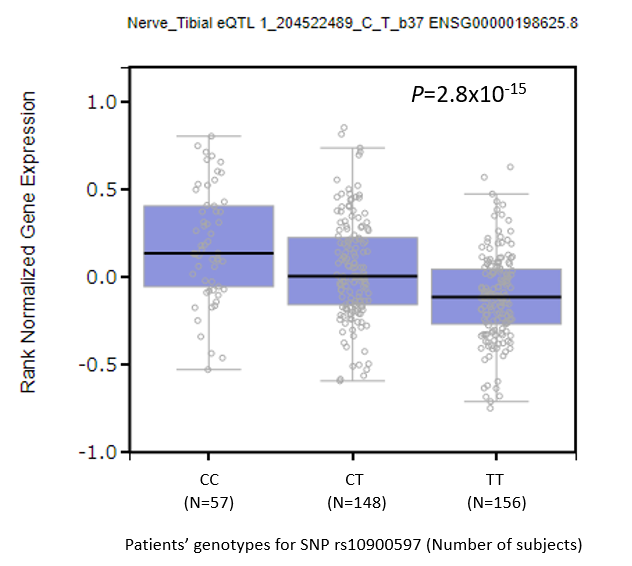 Nerve_Tibial eQTL 1_204522489_C_T_b37 ENSG00000198625.8
P=2.8x10-15
Rank Normalized Gene Expression
1.0
0.5
0.0
-0.5
-1.0
CC CT TT
(N=57) (N=148) (N=156)
Patients’ genotypes for SNP rs10900597 (Number of subjects)